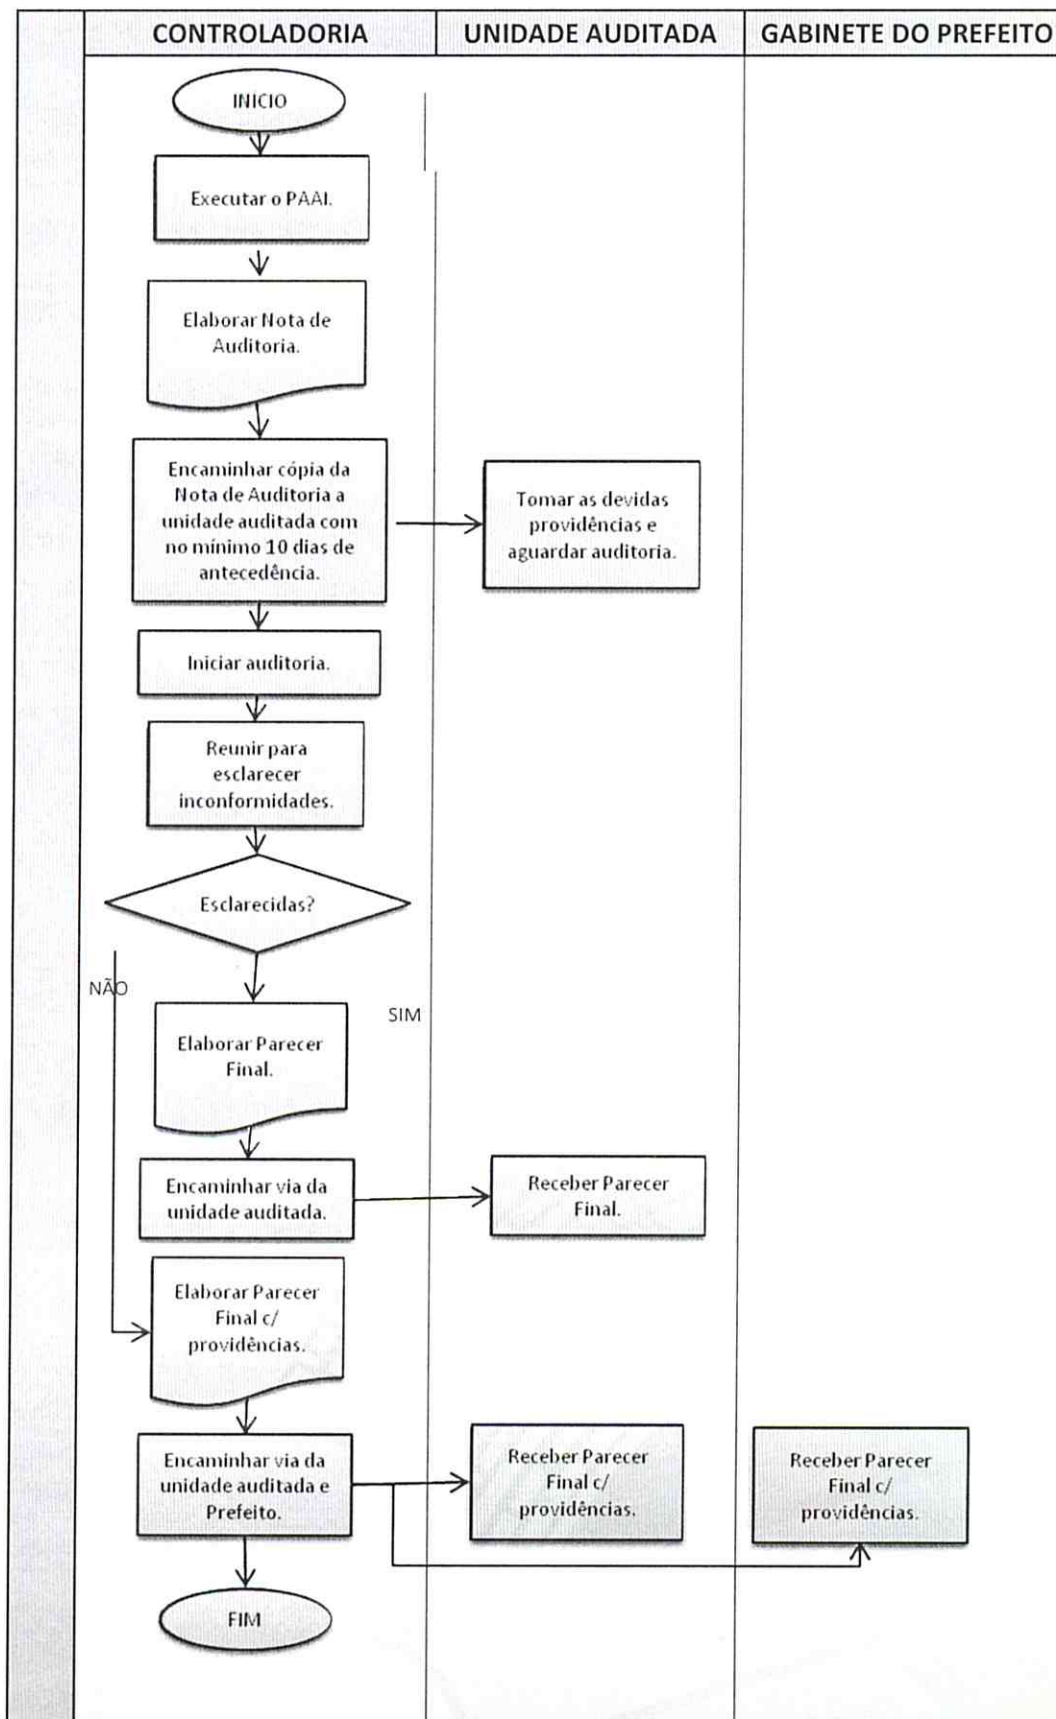 CONTROLADORIA
UNIDADE AUDITADA
GABINETE DO PREFEITO
INICIO
Executar o PAAI.
Elaborar Nota de
Auditoria.
Encaminhar cópia da
Nota de Auditoria a
unidade auditada com
no mínimo 10 dias de
antecedência.
Tomar as devidas
providências e
aguardar auditoria.
Iniciar auditoria.
Reunir para
esclarecer
inconformidades.
Esclarecidas?
NÃO
SIM
Elaborar Parecer
Final.
Encaminhar via da
unidade auditada.
Receber Parecer
Final.
Elaborar Parecer
Final c/
providências.
Encaminhar via da
unidade auditada e
Prefeito.
Receber Parecer
Final c/
providências.
Receber Parecer
Final c/
providências.
FIM